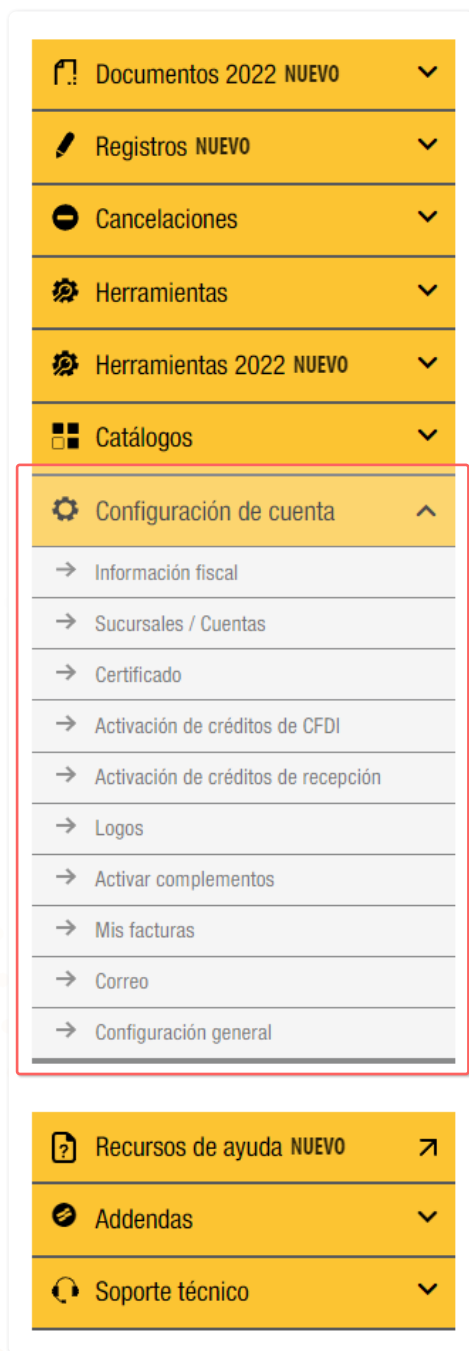 Documentos 2022 NUEVO
Registros NUEVO
Cancelaciones
Herramientas
Herramientas 2022 NUEVO
Catálogos
Configuración de cuenta
Información fiscal
Sucursales / Cuentas
Certificado
Activación de créditos de CFDI
Activación de créditos de recepción
Logos
Activar complementos
Mis facturas
Correo
Configuración general
Recursos de ayuda NUEVO
Addendas
Soporte técnico